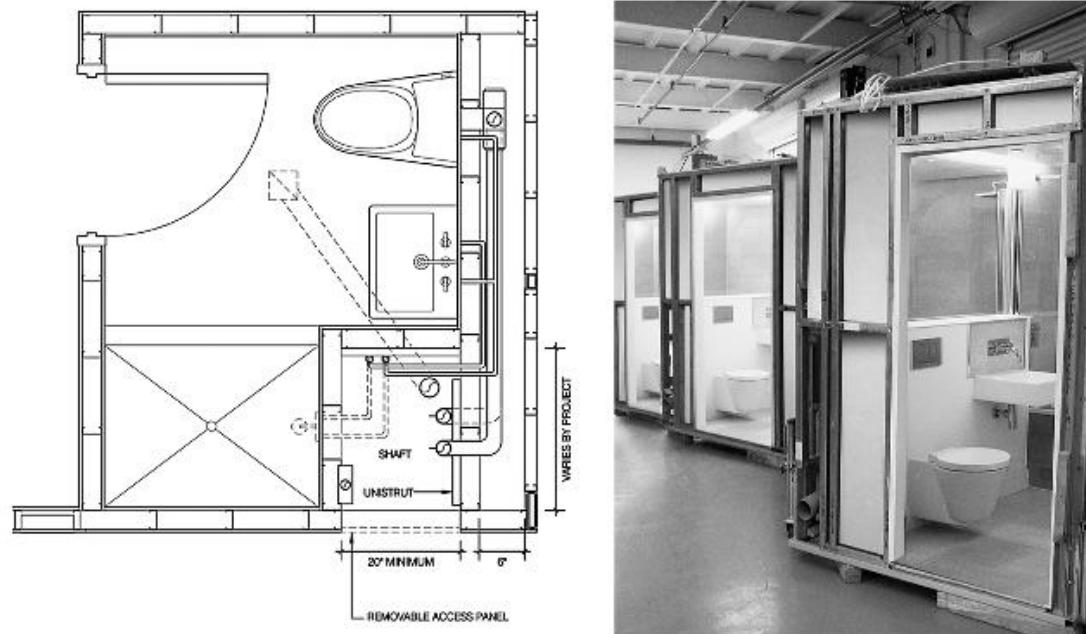 SHAFT
UNISTRUT
VARIES BY PROJECT
20" MINIMUM
6"
REMOVABLE ACCESS PANEL